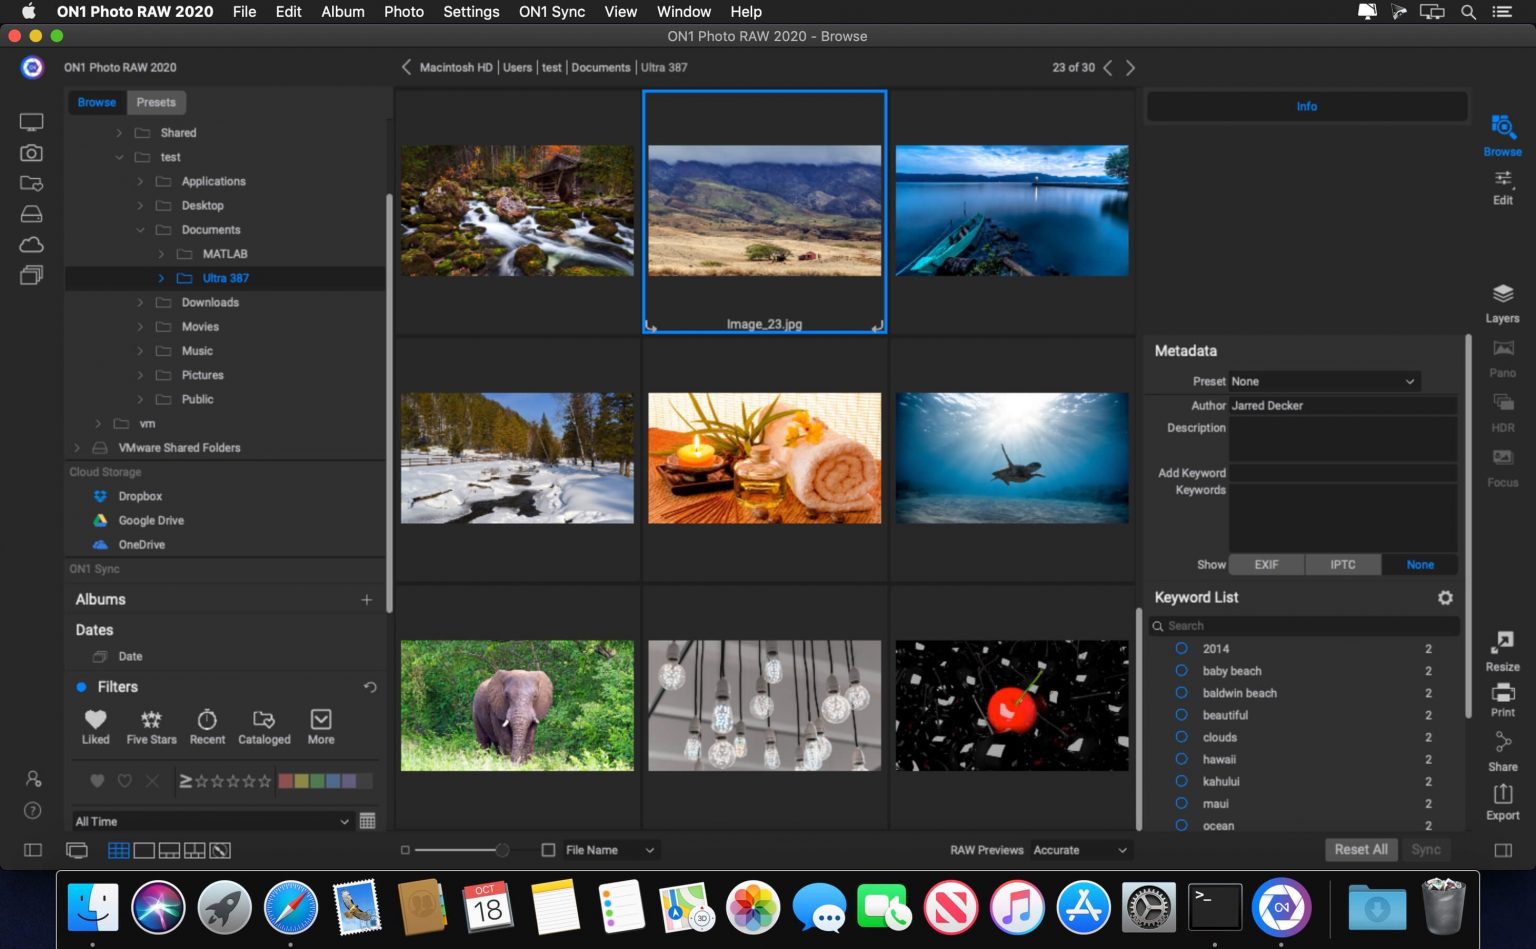 ON1 Photo RAW 2020 File Edit Album Photo Settings ON1 Sync View Window Help
ON1 Photo RAW 2020 - Browse
ON1 Photo RAW 2020
Macintosh HD | Users | test | Documents | Ultra 387
23 of 30
Browse Presets
Shared
test
Applications
Desktop
Documents
MATLAB
Ultra 387
Downloads
Movies
Music
Pictures
Public
vm
VMware Shared Folders
Cloud Storage
Dropbox
Google Drive
OneDrive
ON1 Sync
Albums
Dates
Date
Filters
Liked Five Stars Recent Cataloged More
All Time
Image_23.jpg
File Name
RAW Previews Accurate
Info
Metadata
Preset None
Author Jarred Decker
Description
Add Keyword
Keywords
Show EXIF IPTC None
Keyword List
Search
2014 2
baby beach 2
baldwin beach 2
beautiful 2
clouds 2
hawaii 2
kahului 2
maui 2
ocean 2
Reset All Sync
Browse
Edit
Layers
Pano
HDR
Focus
Resize
Print
Share
Export
OCT
18
3D
>_
ON